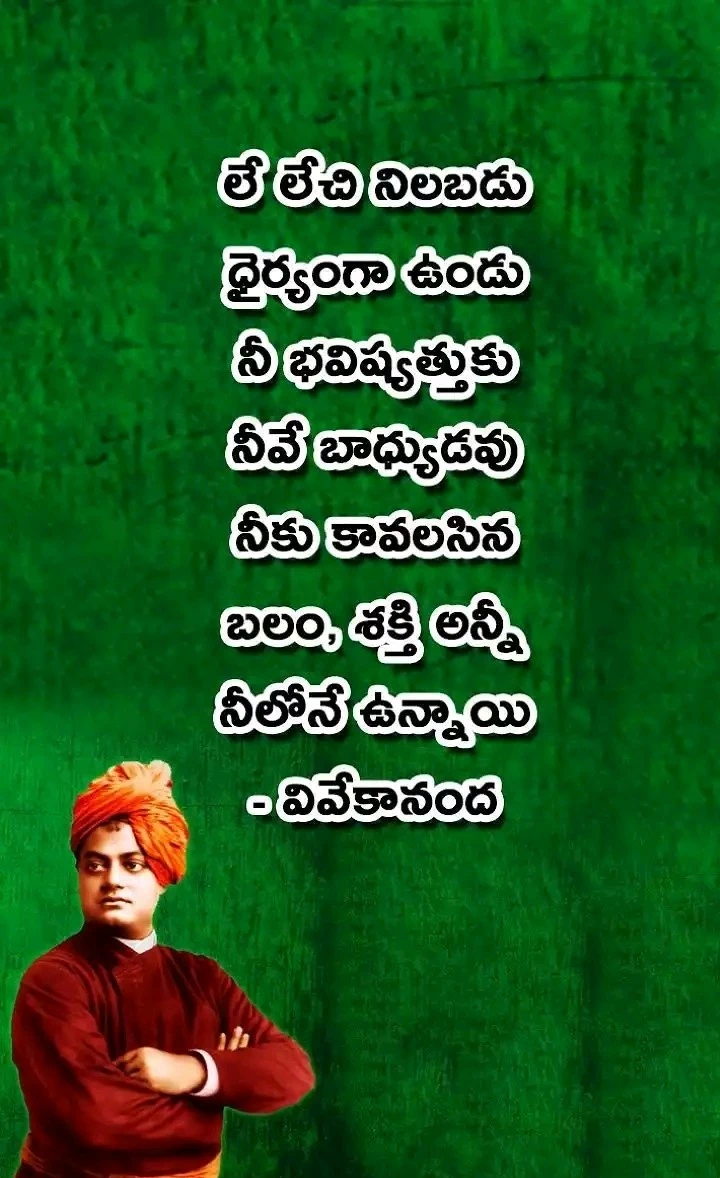 లే లేచి నిలబడు
ధైర్యంగా ఉండు
నీ భవిష్యత్తుకు
నీవే బాధ్యుడవు
నీకు కావలసిన
బలం, శక్తి అన్నీ
నీలోనే ఉన్నాయి
- వివేకానంద